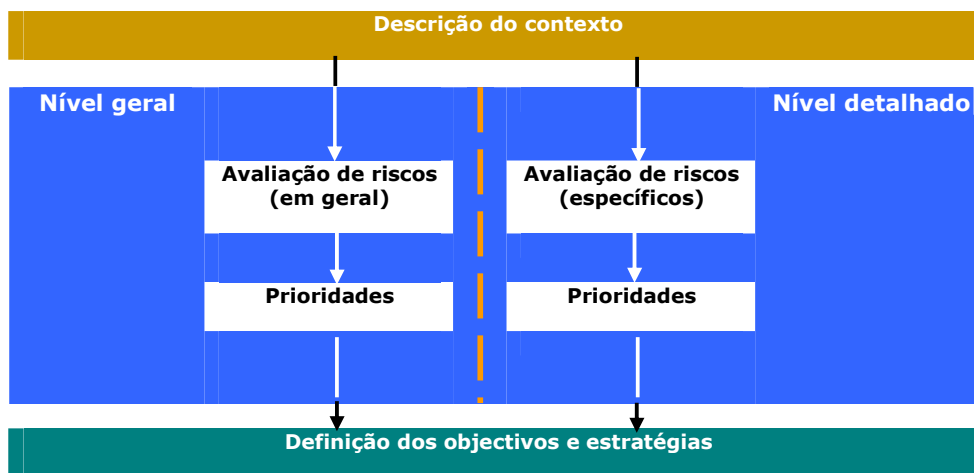 Descrição do contexto
Nível geral
Nível detalhado
Avaliação de riscos
(em geral)
Avaliação de riscos
(específicos)
Prioridades
Prioridades
Definição dos objectivos e estratégias